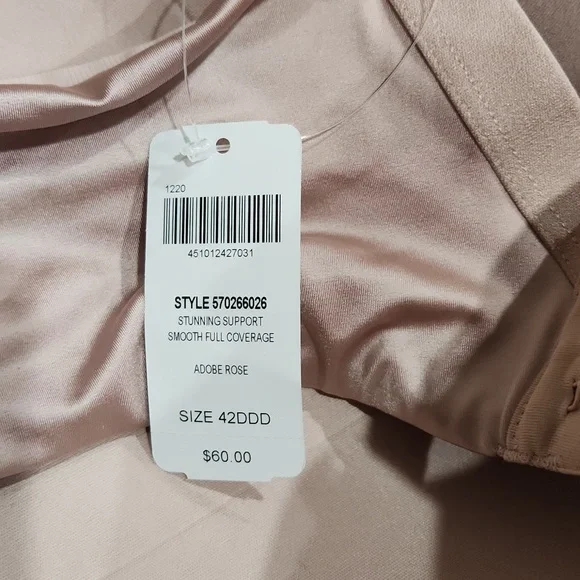 1220
451012427031
STYLE 570266026
STUNNING SUPPORT
SMOOTH FULL COVERAGE
ADOBE ROSE
SIZE 42DDD
$60.00